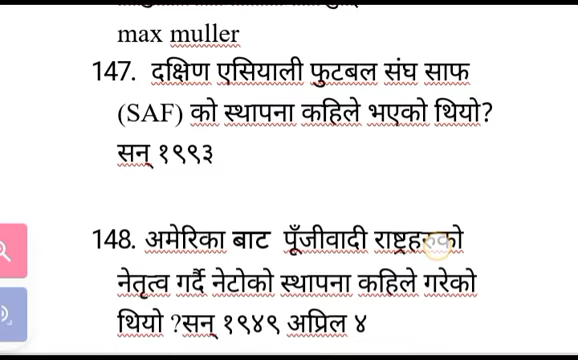 max muller
147. दक्षिण एसियाली फुटबल संघ साफ
(SAF) को स्थापना कहिले भएको थियो?
सन् १९९३
148. अमेरिका बाट पूँजीवादी राष्ट्रहरुको
नेतृत्व गर्दै नेटोको स्थापना कहिले गरेको
थियो ?सन् १९४९ अप्रिल ४